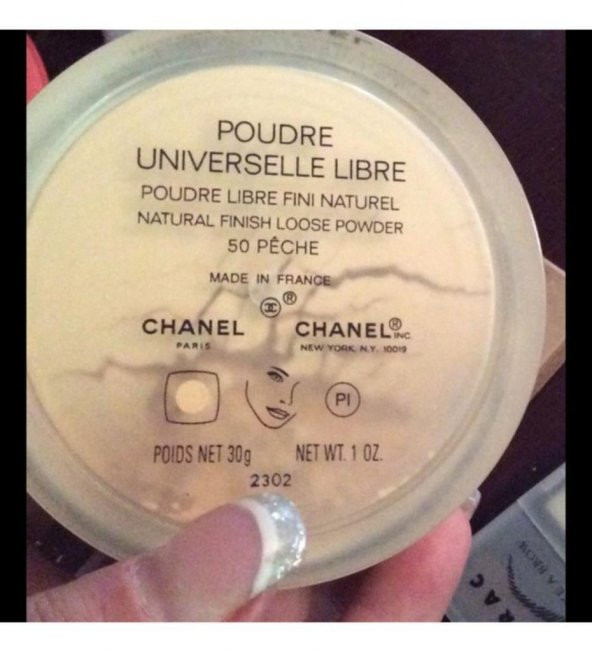 POUDRE
UNIVERSELLE LIBRE
POUDRE LIBRE FINI NATUREL
NATURAL FINISH LOOSE POWDER
50 PÊCHE
MADE IN FRANCE
®
CHANEL CHANEL® INC.
PARIS NEW YORK, N.Y. 10019
PI
POIDS NET 30g NET WT. 1 OZ.
2302